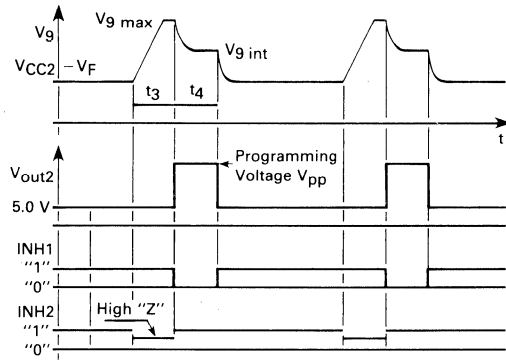 V9 max
V9
V9 int
VCC2 –VF
t3 t4
t
Vout2
Programming
Voltage Vpp
5.0 V
INH1
"1"
"0"
High "Z"
INH2
"1"
"0"